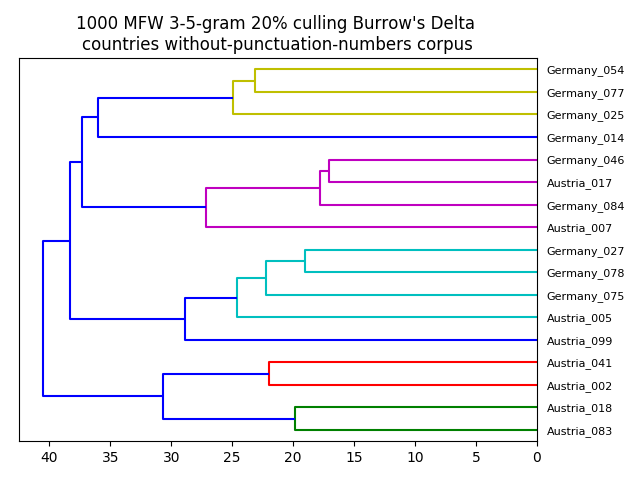 1000 MFW 3-5-gram 20% culling Burrow's Delta
countries without-punctuation-numbers corpus
Germany_054
Germany_077
Germany_025
Germany_014
Germany_046
Austria_017
Germany_084
Austria_007
Germany_027
Germany_078
Germany_075
Austria_005
Austria_099
Austria_041
Austria_002
Austria_018
Austria_083
40 35 30 25 20 15 10 5 0